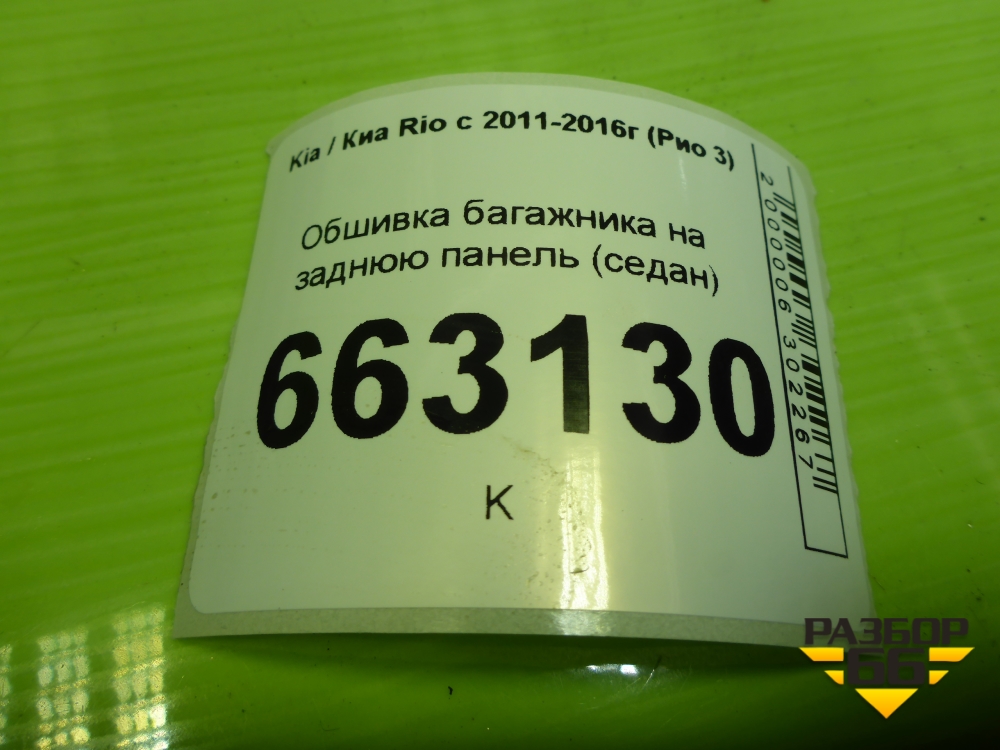 Kia / Киа Rio с 2011-2016г (Рио 3)
Обшивка багажника на
заднюю панель (седан)
663130
К
2000006302267
РАЗБОР
66